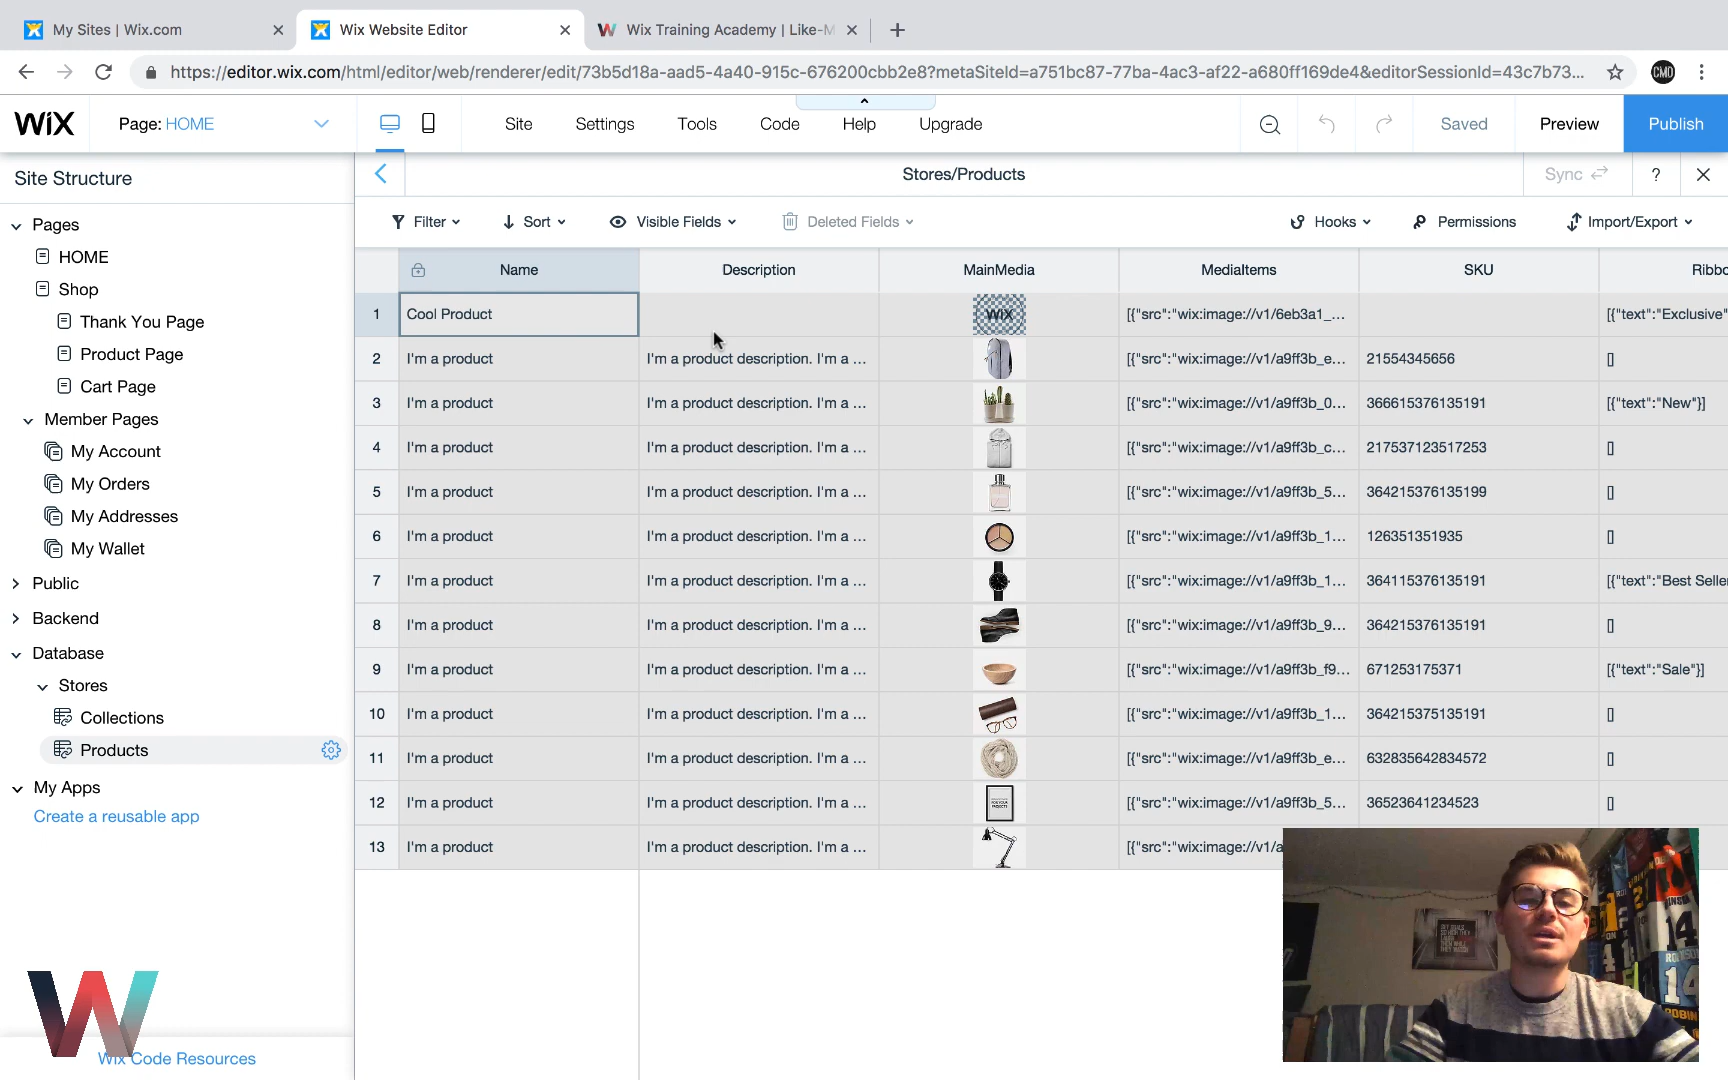 My Sites | Wix.com
Wix Website Editor
Wix Training Academy | Like-M
https://editor.wix.com/html/editor/web/renderer/edit/73b5d18a-aad5-4a40-915c-676200cbb2e8?metaSiteId=a751bc87-77ba-4ac3-af22-a680ff169de4&editorSessionId=43c7b73...
CMD
WiX
Page: HOME
Site
Settings
Tools
Code
Help
Upgrade
Saved
Preview
Publish
Site Structure
Stores/Products
Sync
?
Filter
Sort
Visible Fields
Deleted Fields
Hooks
Permissions
Import/Export
Pages
HOME
Shop
Thank You Page
Product Page
Cart Page
Member Pages
My Account
My Orders
My Addresses
My Wallet
Public
Backend
Database
Stores
Collections
Products
My Apps
Create a reusable app
Wix Code Resources
Name Description MainMedia MediaItems SKU Ribbo
1 Cool Product WIX [{"src":"wix:image://v1/6eb3a1_... [{"text":"Exclusive"
2 I'm a product I'm a product description. I'm a ... [{"src":"wix:image://v1/a9ff3b_e... 21554345656 []
3 I'm a product I'm a product description. I'm a ... [{"src":"wix:image://v1/a9ff3b_0... 366615376135191 [{"text":"New"}]
4 I'm a product I'm a product description. I'm a ... [{"src":"wix:image://v1/a9ff3b_c... 217537123517253 []
5 I'm a product I'm a product description. I'm a ... [{"src":"wix:image://v1/a9ff3b_5... 364215376135199 []
6 I'm a product I'm a product description. I'm a ... [{"src":"wix:image://v1/a9ff3b_1... 126351351935 []
7 I'm a product I'm a product description. I'm a ... [{"src":"wix:image://v1/a9ff3b_1... 364115376135191 [{"text":"Best Selle
8 I'm a product I'm a product description. I'm a ... [{"src":"wix:image://v1/a9ff3b_9... 364215376135191 []
9 I'm a product I'm a product description. I'm a ... [{"src":"wix:image://v1/a9ff3b_f9... 671253175371 [{"text":"Sale"}]
10 I'm a product I'm a product description. I'm a ... [{"src":"wix:image://v1/a9ff3b_1... 364215375135191 []
11 I'm a product I'm a product description. I'm a ... [{"src":"wix:image://v1/a9ff3b_e... 632835642834572 []
12 I'm a product I'm a product description. I'm a ... [{"src":"wix:image://v1/a9ff3b_5... 36523641234523 []
13 I'm a product I'm a product description. I'm a ... [{"src":"wix:image://v1/a